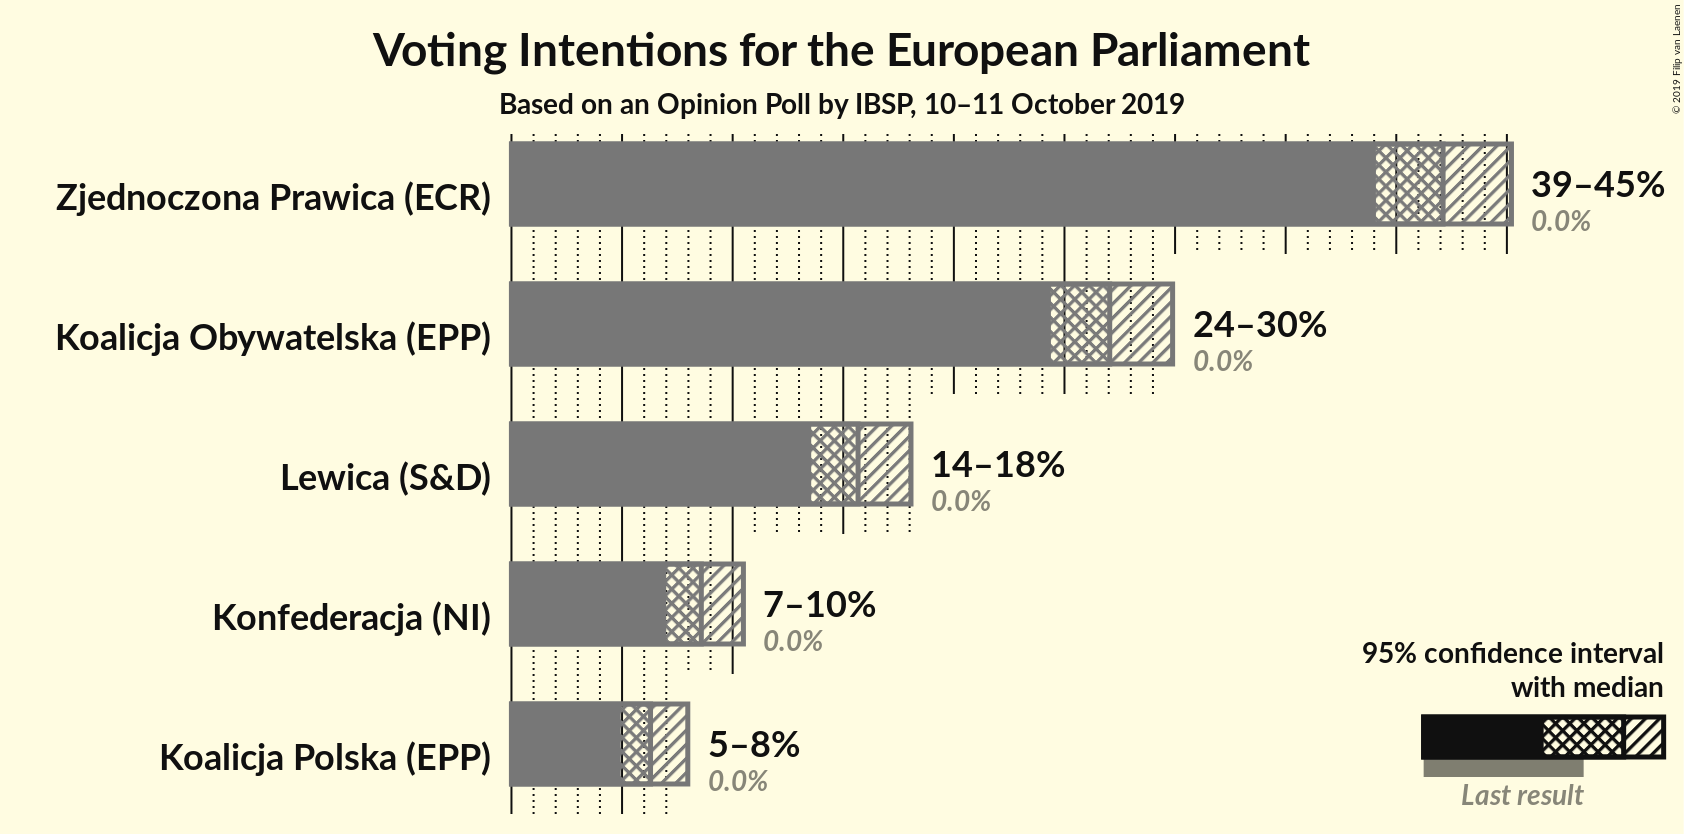 Voting Intentions for the European Parliament
Based on an Opinion Poll by IBSP, 10–11 October 2019
© 2019 Filip van Laenen
Zjednoczona Prawica (ECR)
39–45%
0.0%
Koalicja Obywatelska (EPP)
24–30%
0.0%
Lewica (S&D)
14–18%
0.0%
Konfederacja (NI)
7–10%
0.0%
Koalicja Polska (EPP)
5–8%
0.0%
95% confidence interval
with median
Last result